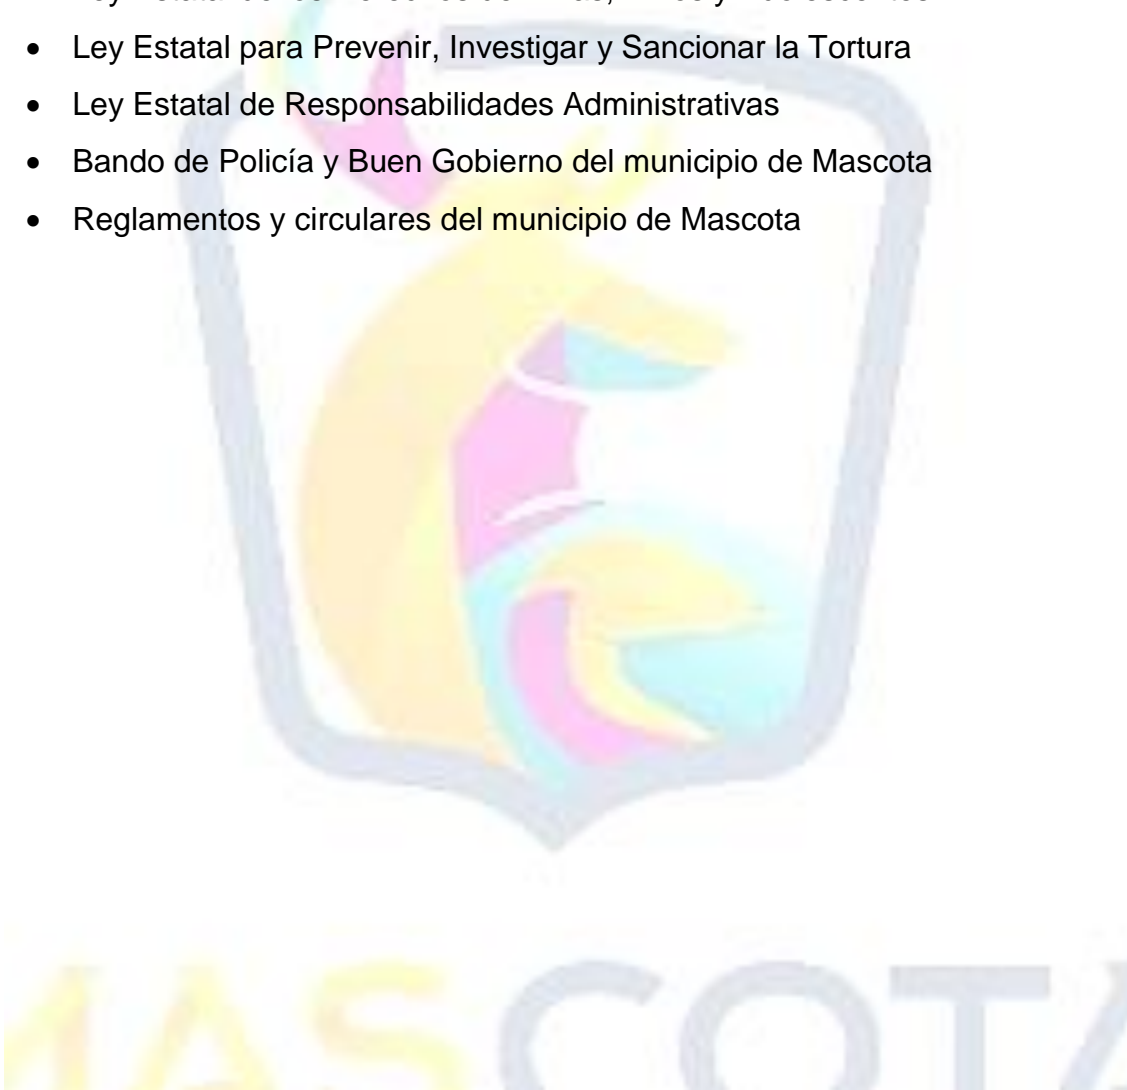 • Ley Estatal para Prevenir, Investigar y Sancionar la Tortura
• Ley Estatal de Responsabilidades Administrativas
• Bando de Policía y Buen Gobierno del municipio de Mascota
• Reglamentos y circulares del municipio de Mascota
MASCOTA